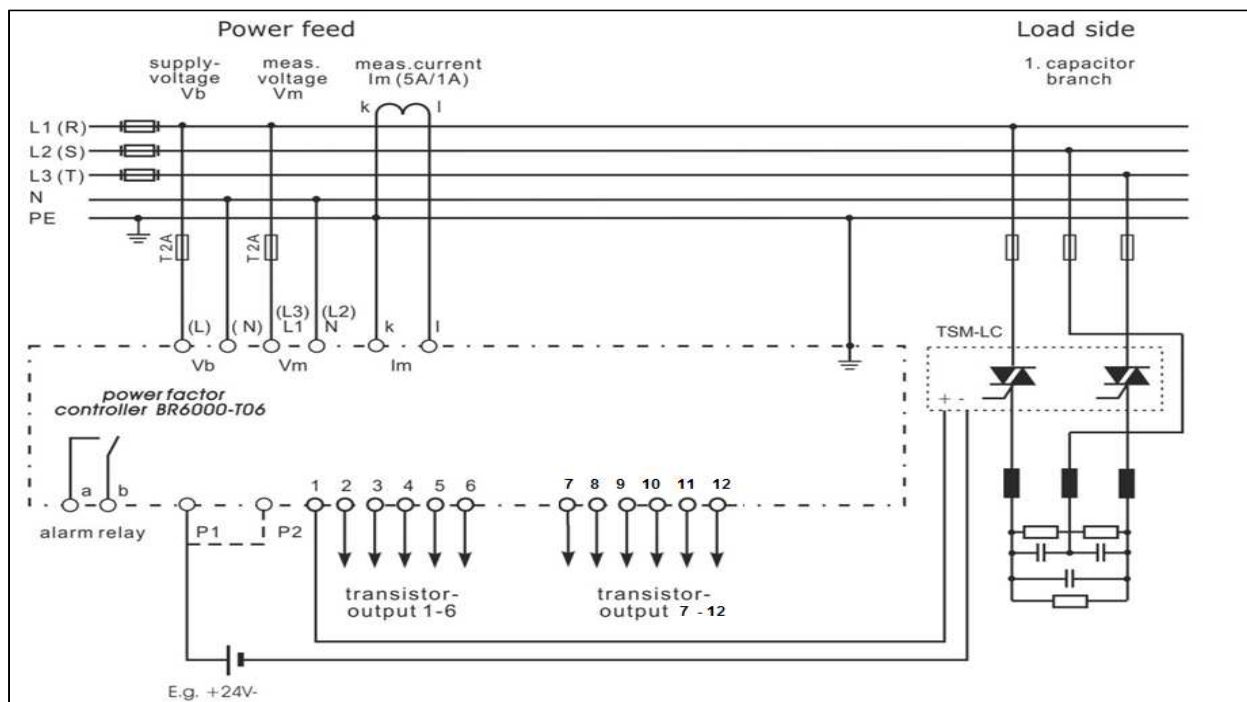 Power feed
Load side
supply-
voltage
Vb
meas.
voltage
Vm
meas.current
Im (5A/1A)
1. capacitor
branch
k
l
L1 (R)
L2 (S)
L3 (T)
N
PE
T2A
T2A
(L)
(N)
(L3)
L1
(L2)
N
k
l
Vb
Vm
Im
TSM-LC
+ -
power factor
controller BR6000-T06
a
b
alarm relay
P1
P2
1 2 3 4 5 6
7 8 9 10 11 12
transistor-
output 1-6
transistor-
output 7 - 12
E.g. +24V-